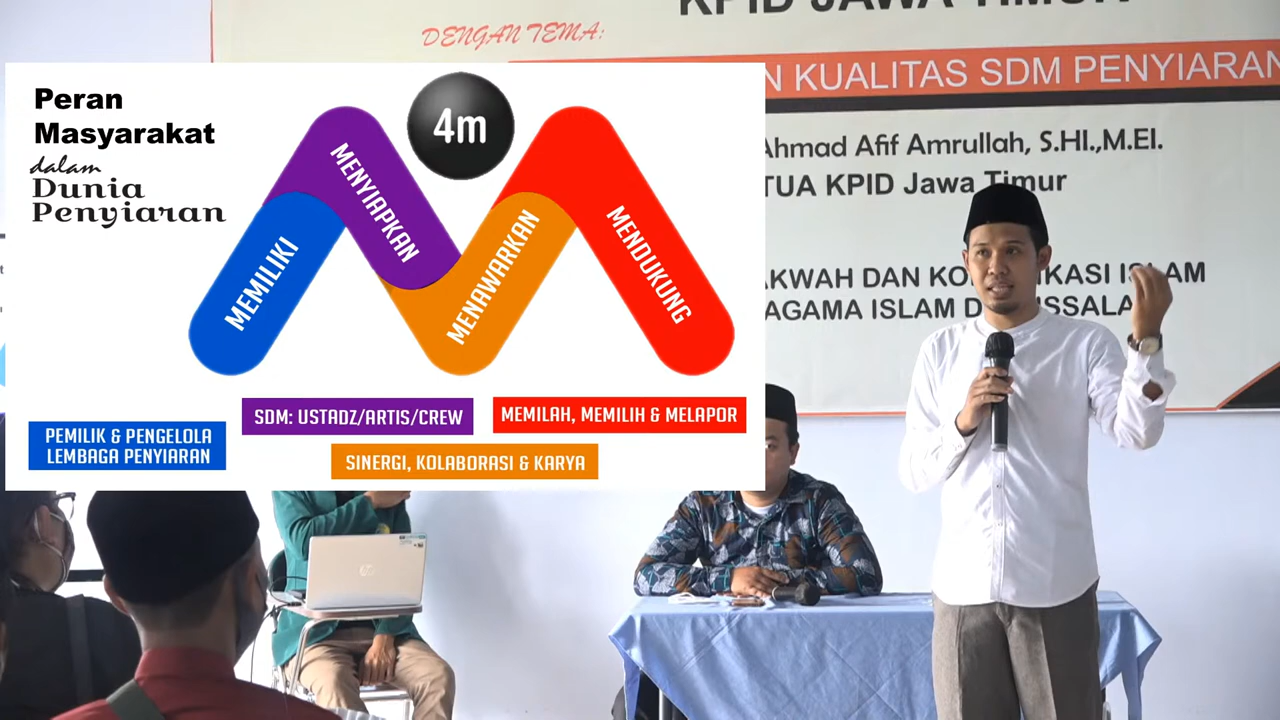 KPID JAWA TIMUR
DENGAN TEMA:
N KUALITAS SDM PENYIARAN
Ahmad Afif Amrullah, S.HI.,M.EI.
TUA KPID Jawa Timur
AKWAH DAN KO IKASI ISLAM
AGAMA ISLAM D USSALA
Peran
Masyarakat
dalam
Dunia
Penyiaran
4m
MEMILIKI
MENYIAPKAN
MENAWARKAN
MENDUKUNG
PEMILIK & PENGELOLA
LEMBAGA PENYIARAN
SDM: USTADZ/ARTIS/CREW
SINERGI, KOLABORASI & KARYA
MEMILAH, MEMILIH & MELAPOR
hp